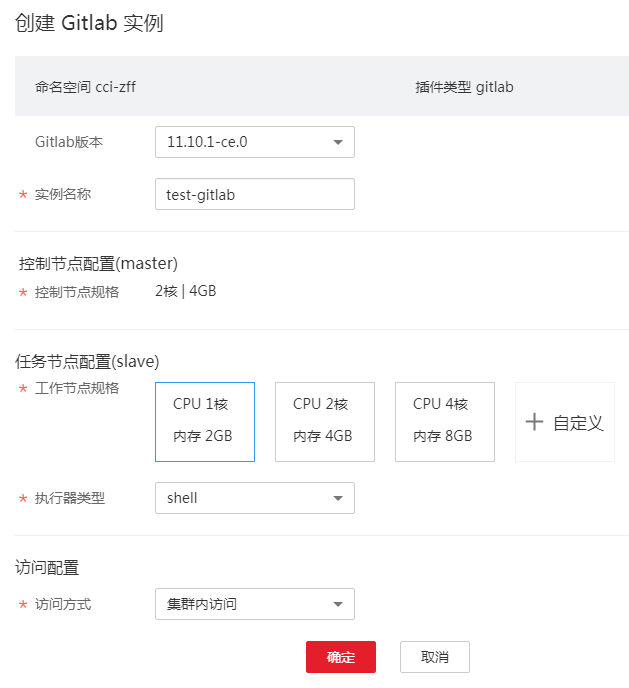 创建 Gitlab 实例
命名空间 cci-zff 插件类型 gitlab
Gitlab版本 11.10.1-ce.0
* 实例名称 test-gitlab
控制节点配置(master)
* 控制节点规格 2核 | 4GB
任务节点配置(slave)
* 工作节点规格 CPU 1核 CPU 2核 CPU 4核
内存 2GB 内存 4GB 内存 8GB
+ 自定义
* 执行器类型 shell
访问配置
* 访问方式 集群内访问
确定 取消